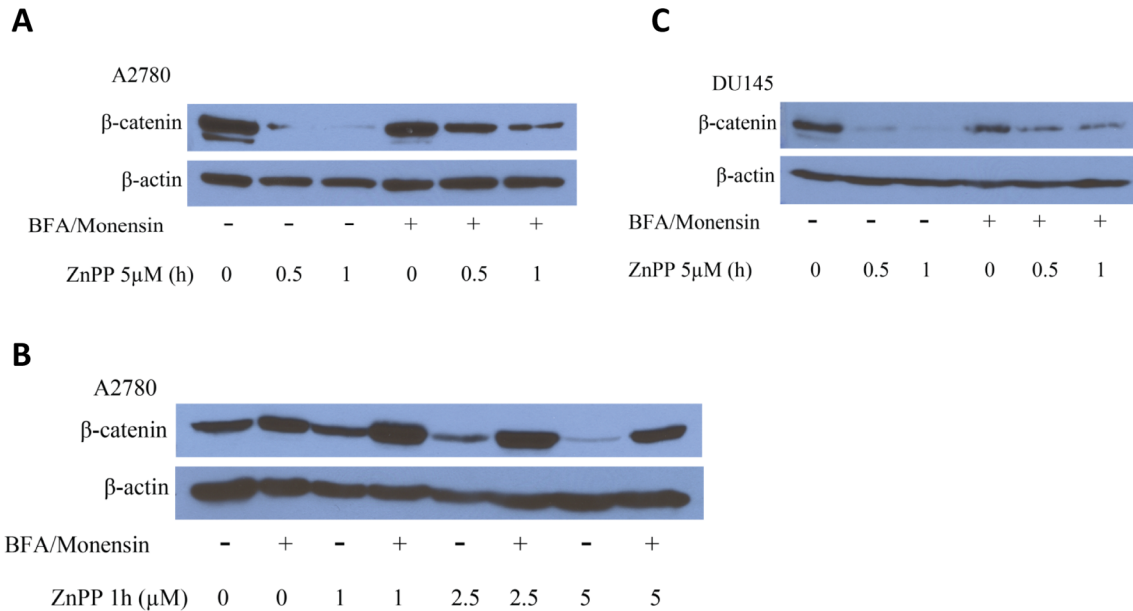 A
A2780
β-catenin
β-actin
BFA/Monensin - - - + + +
ZnPP 5μM (h) 0 0.5 1 0 0.5 1
C
DU145
β-catenin
β-actin
BFA/Monensin - - - + + +
ZnPP 5μM (h) 0 0.5 1 0 0.5 1
B
A2780
β-catenin
β-actin
BFA/Monensin - + - + - + - +
ZnPP 1h (μM) 0 0 1 1 2.5 2.5 5 5